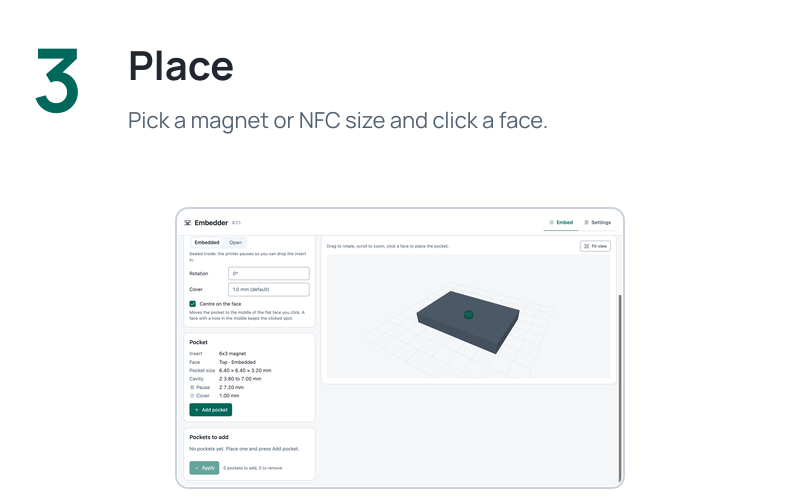 3
Place
Pick a magnet or NFC size and click a face.
Embedder 0.1.1
Embed
Settings
Embedded
Open
Sealed inside: the printer pauses so you can drop the insert
in.
Rotation
0°
Cover
1.0 mm (default)
Centre on the face
Moves the pocket to the middle of the flat face you click. A
face with a hole in the middle keeps the clicked spot.
Pocket
Insert 6x3 magnet
Face Top · Embedded
Pocket size 6.40 × 6.40 × 3.20 mm
Cavity Z 3.80 to 7.00 mm
Pause Z 7.20 mm
Cover 1.00 mm
+ Add pocket
Pockets to add
No pockets yet. Place one and press Add pocket.
Apply
0 pockets to add, 0 to remove
Drag to rotate, scroll to zoom, click a face to place the pocket.
Fit view